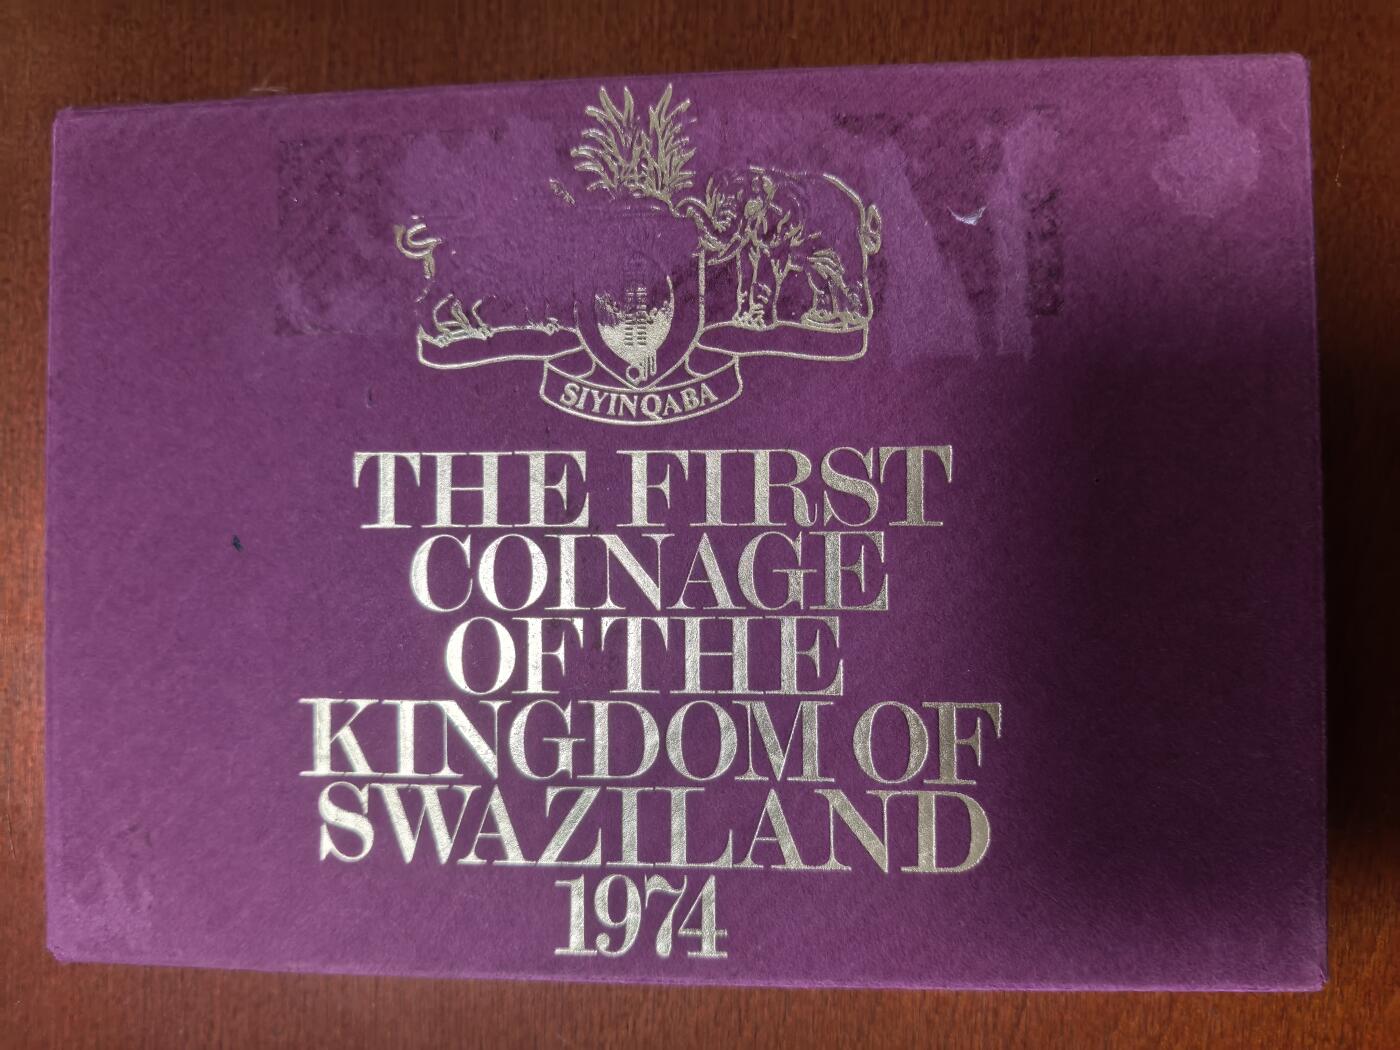 SIYINQABA
THE FIRST
COINAGE
OF THE
KINGDOM OF
SWAZILAND
1974